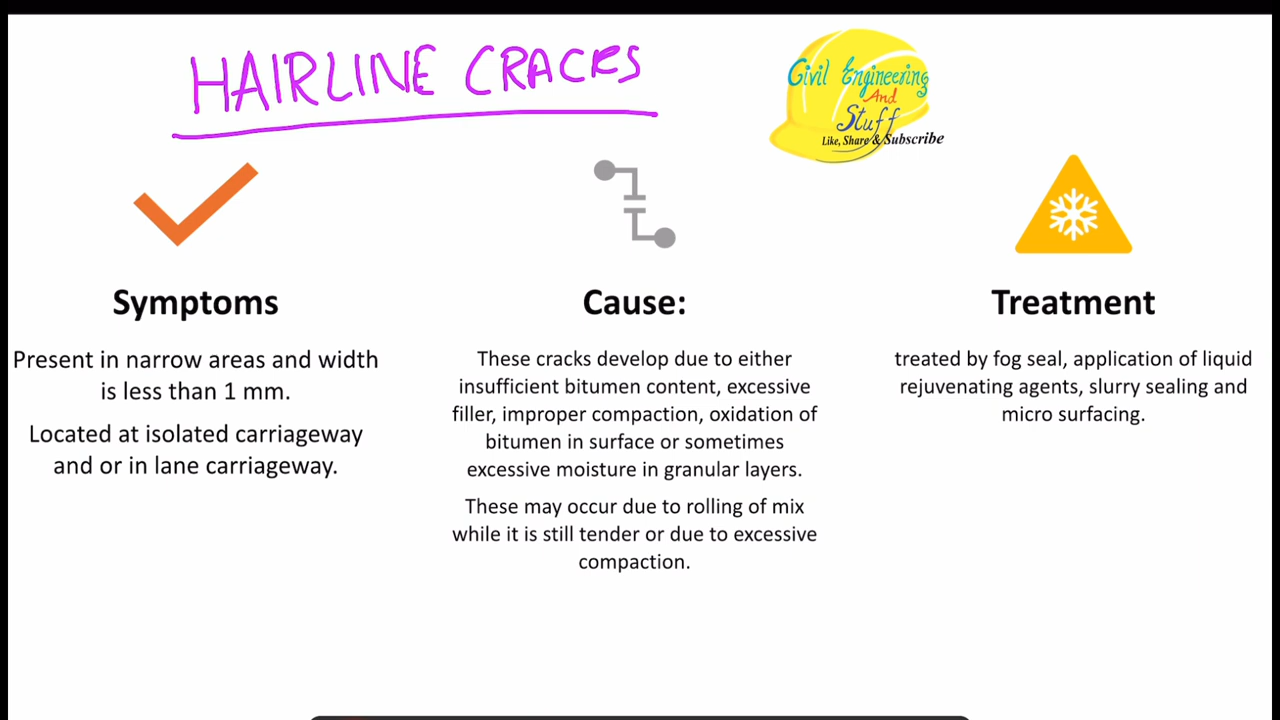 HAIRLINE CRACKS
Civil Engineering
And
Stuff
Like, Share & Subscribe
Symptoms
Present in narrow areas and width
is less than 1 mm.
Located at isolated carriageway
and or in lane carriageway.
Cause:
These cracks develop due to either
insufficient bitumen content, excessive
filler, improper compaction, oxidation of
bitumen in surface or sometimes
excessive moisture in granular layers.
These may occur due to rolling of mix
while it is still tender or due to excessive
compaction.
Treatment
treated by fog seal, application of liquid
rejuvenating agents, slurry sealing and
micro surfacing.